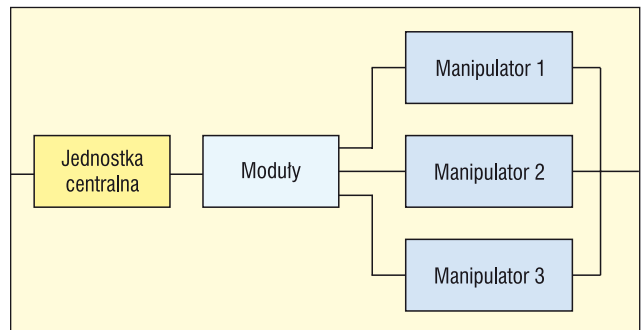 Jednostka
centralna
Moduły
Manipulator 1
Manipulator 2
Manipulator 3